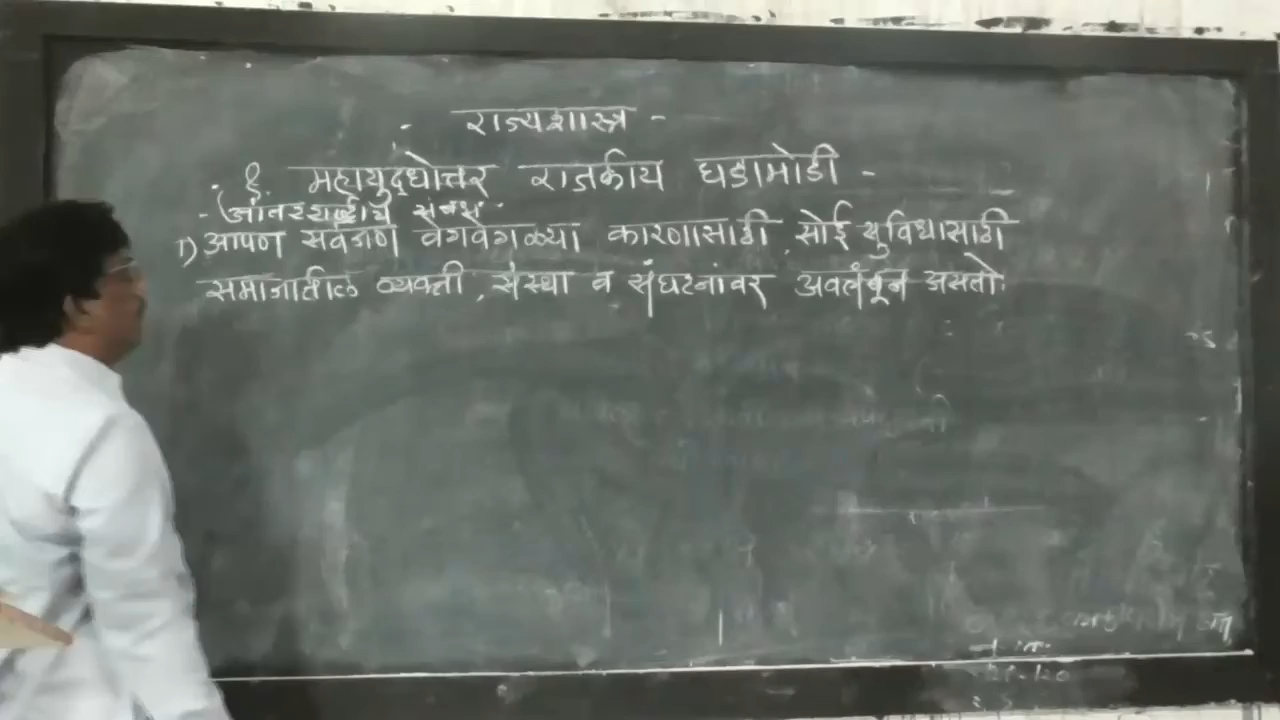 राज्यशास्त्र -
१. महायुद्धोत्तर राजकीय घडामोडी -
- आंतरराष्ट्रीय संबंध -
1) आपण सर्वजण वेगवेगळ्या कारणासाठी, सोई सुविधासाठी
समाजातील व्यक्ती, संस्था व संघटनांवर अवलंबून असतो.